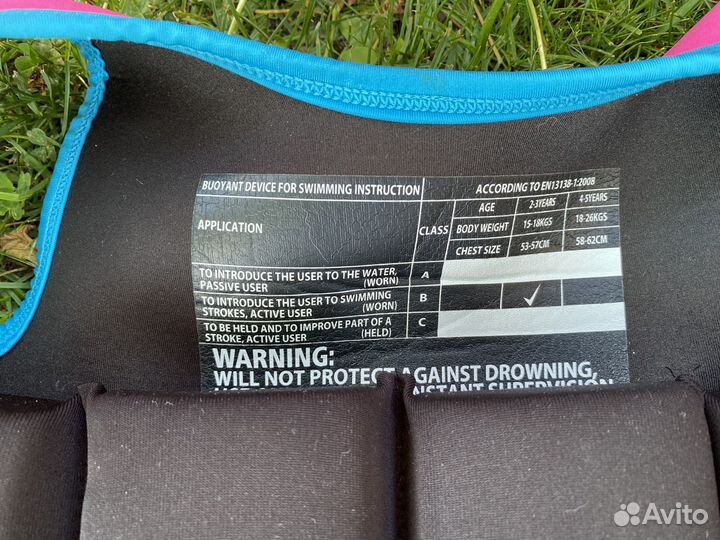 BUOYANT DEVICE FOR SWIMMING INSTRUCTION ACCORDING TO EN13138-1:2008
APPLICATION CLASS AGE 2-3YEARS 4-5YEARS
BODY WEIGHT 15-18KGS 18-26KGS
CHEST SIZE 53-57CM 58-62CM
TO INTRODUCE THE USER TO THE WATER, A
PASSIVE USER (WORN)
TO INTRODUCE THE USER TO SWIMMING B ✓
STROKES, ACTIVE USER (WORN)
TO BE HELD AND TO IMPROVE PART OF A C
STROKE, ACTIVE USER (HELD)
WARNING:
WILL NOT PROTECT AGAINST DROWNING,
SUPERVISION
Avito